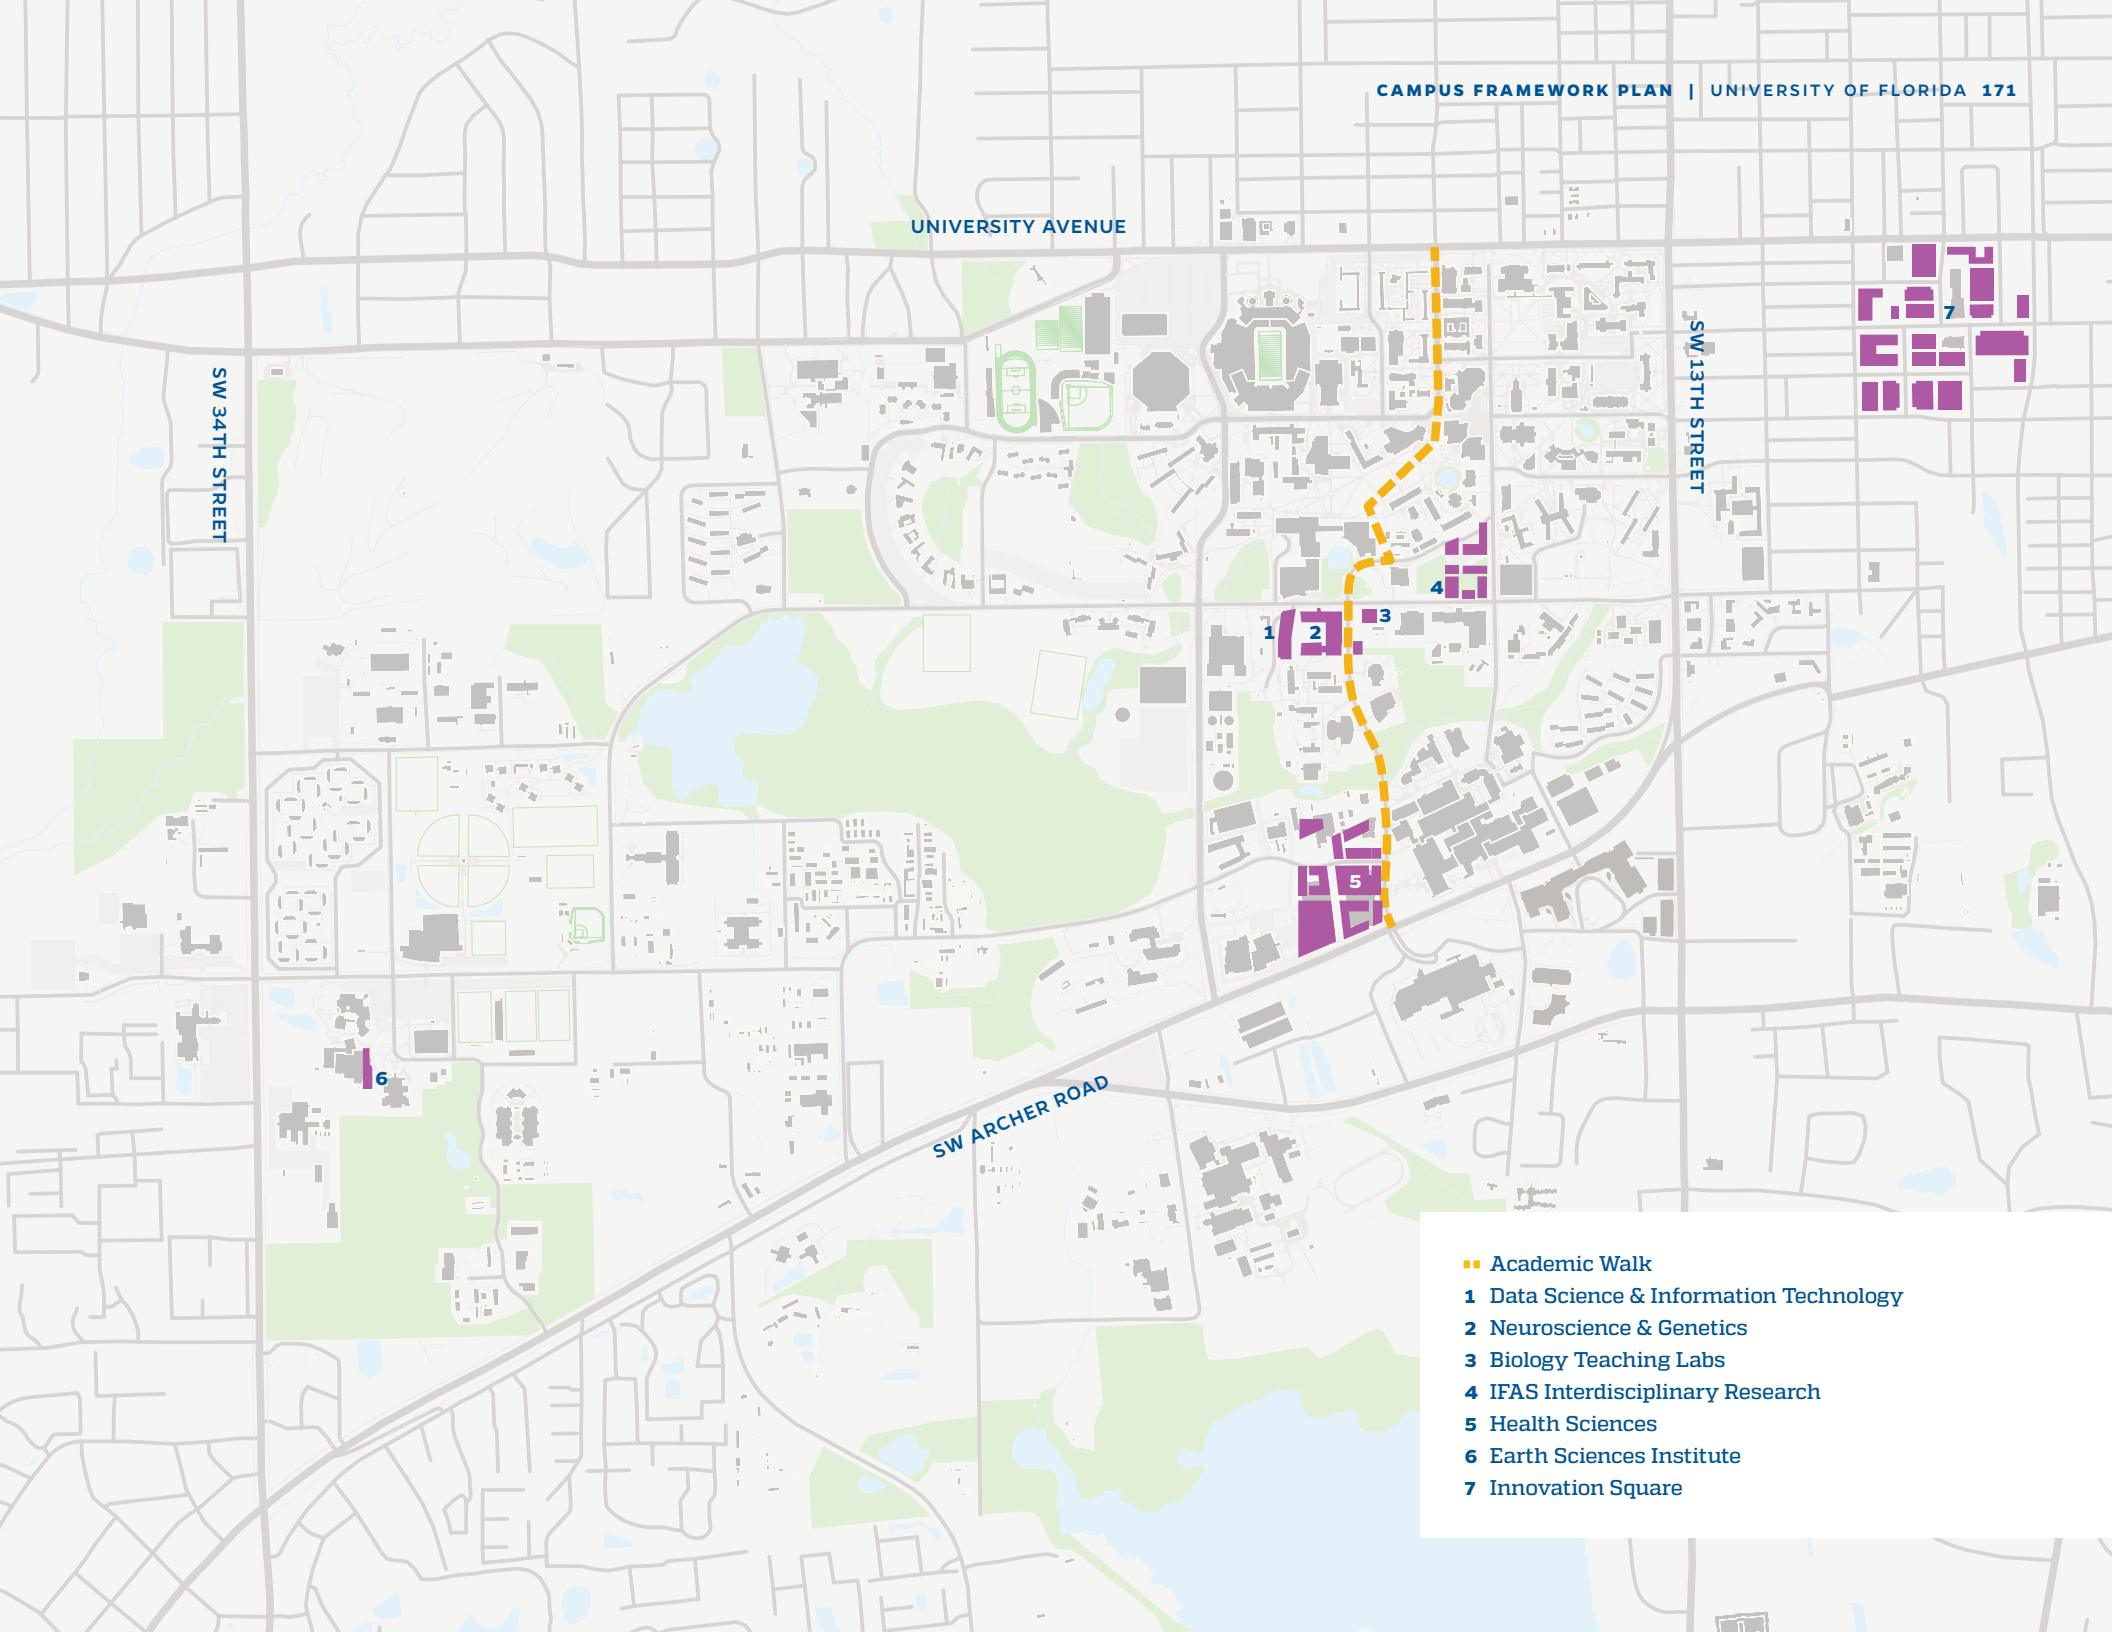 CAMPUS FRAMEWORK PLAN | UNIVERSITY OF FLORIDA 171
UNIVERSITY AVENUE
SW 34TH STREET
SW 13TH STREET
7
4
3
1
2
5
6
SW ARCHER ROAD
Academic Walk
1 Data Science & Information Technology
2 Neuroscience & Genetics
3 Biology Teaching Labs
4 IFAS Interdisciplinary Research
5 Health Sciences
6 Earth Sciences Institute
7 Innovation Square